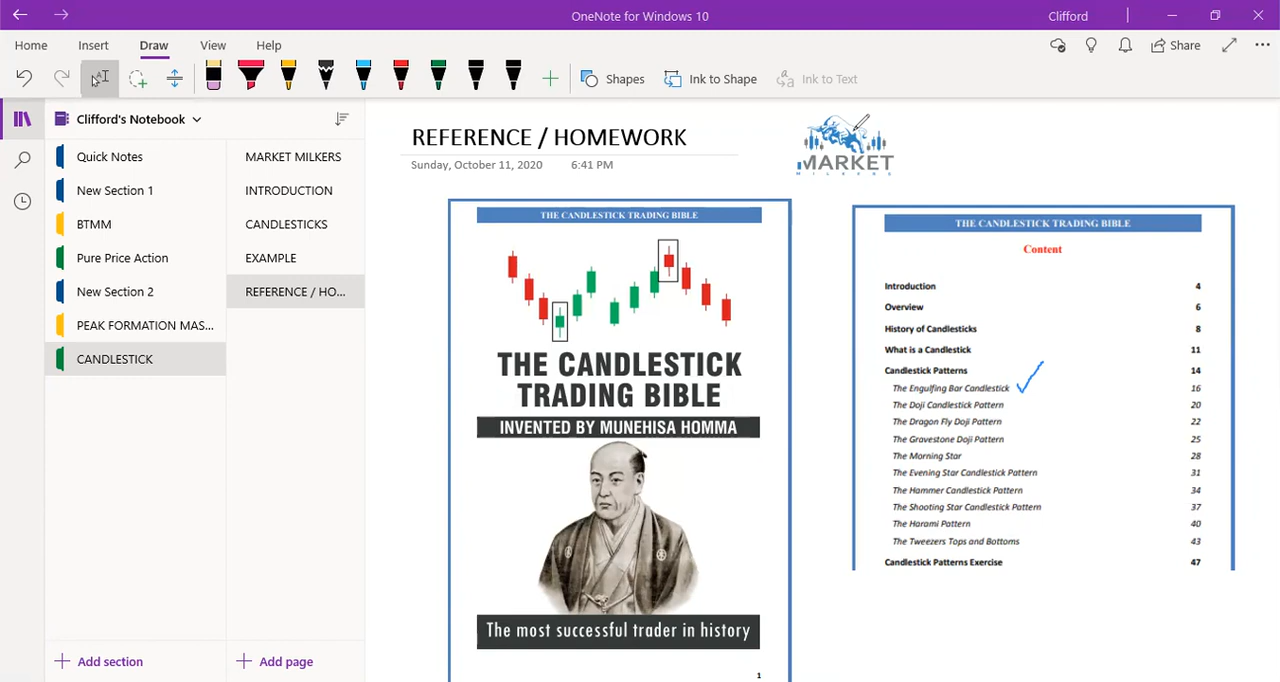 OneNote for Windows 10
Clifford
Home Insert Draw View Help
Share
Shapes
Ink to Shape
Ink to Text
Clifford's Notebook
Quick Notes
New Section 1
BTMM
Pure Price Action
New Section 2
PEAK FORMATION MAS...
CANDLESTICK
Add section
MARKET MILKERS
INTRODUCTION
CANDLESTICKS
EXAMPLE
REFERENCE / HO...
Add page
REFERENCE / HOMEWORK
Sunday, October 11, 2020 6:41 PM
MARKET
MILKERS
THE CANDLESTICK TRADING BIBLE
THE CANDLESTICK
TRADING BIBLE
INVENTED BY MUNEHISA HOMMA
The most successful trader in history
1
THE CANDLESTICK TRADING BIBLE
Content
Introduction 4
Overview 6
History of Candlesticks 8
What is a Candlestick 11
Candlestick Patterns 14
The Engulfing Bar Candlestick 16
The Doji Candlestick Pattern 20
The Dragon Fly Doji Pattern 22
The Gravestone Doji Pattern 25
The Morning Star 28
The Evening Star Candlestick Pattern 31
The Hammer Candlestick Pattern 34
The Shooting Star Candlestick Pattern 37
The Harami Pattern 40
The Tweezers Tops and Bottoms 43
Candlestick Patterns Exercise 47